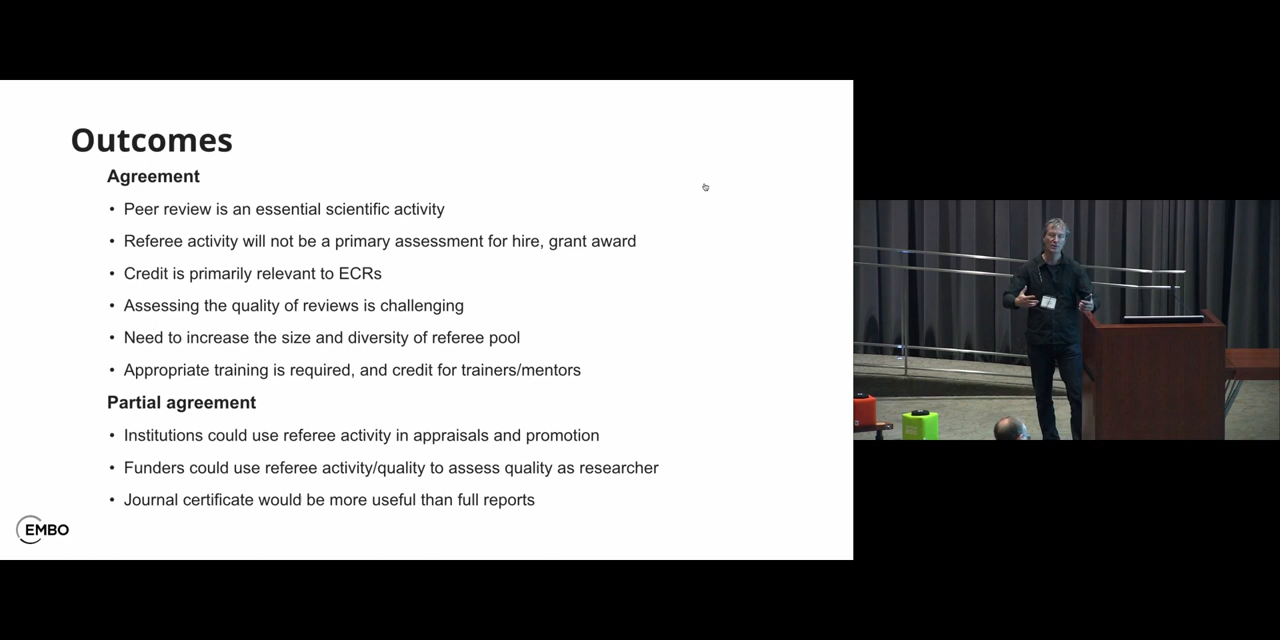 Outcomes
Agreement
• Peer review is an essential scientific activity
• Referee activity will not be a primary assessment for hire, grant award
• Credit is primarily relevant to ECRs
• Assessing the quality of reviews is challenging
• Need to increase the size and diversity of referee pool
• Appropriate training is required, and credit for trainers/mentors
Partial agreement
• Institutions could use referee activity in appraisals and promotion
• Funders could use referee activity/quality to assess quality as researcher
• Journal certificate would be more useful than full reports
EMBO